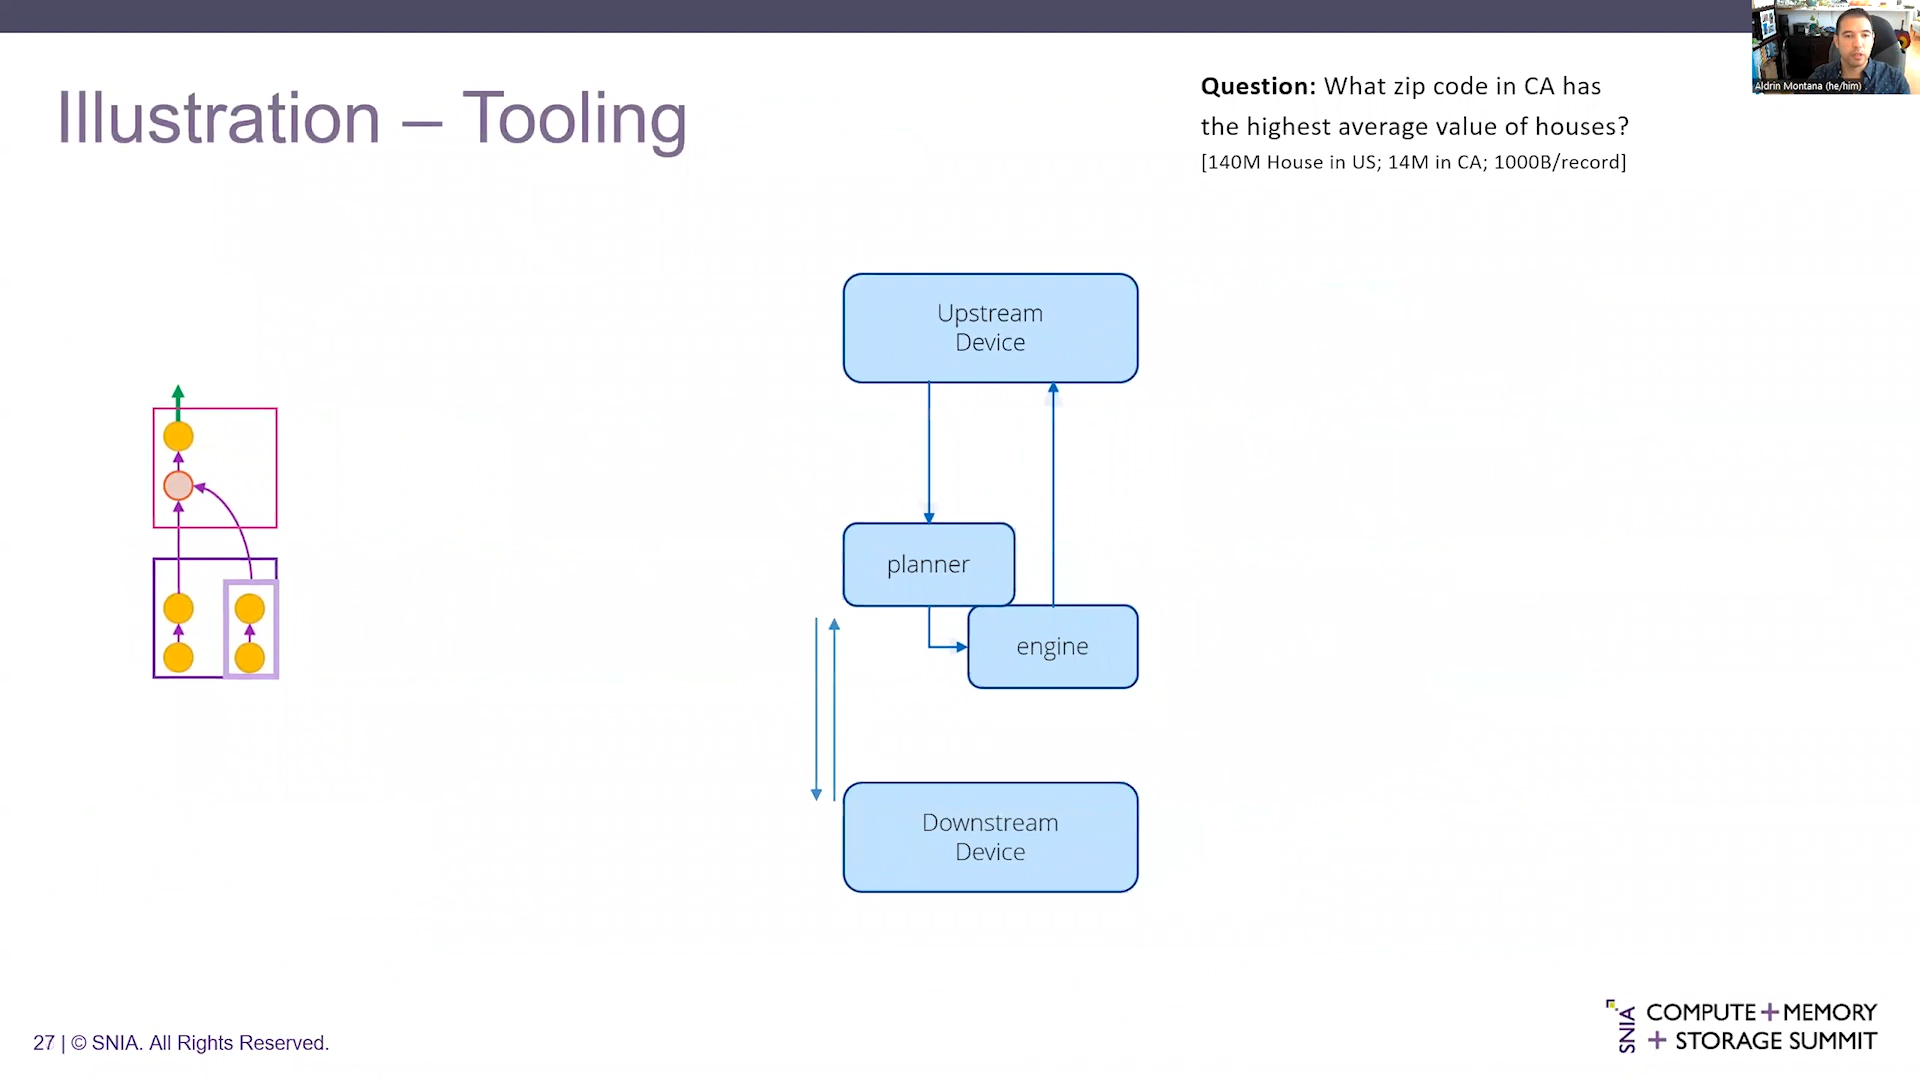 Illustration – Tooling
Question: What zip code in CA has
the highest average value of houses?
[140M House in US; 14M in CA; 1000B/record]
Aldrin Montana (he/him)
Upstream
Device
planner
engine
Downstream
Device
27 | © SNIA. All Rights Reserved.
SNIA
COMPUTE+MEMORY
+ STORAGE SUMMIT